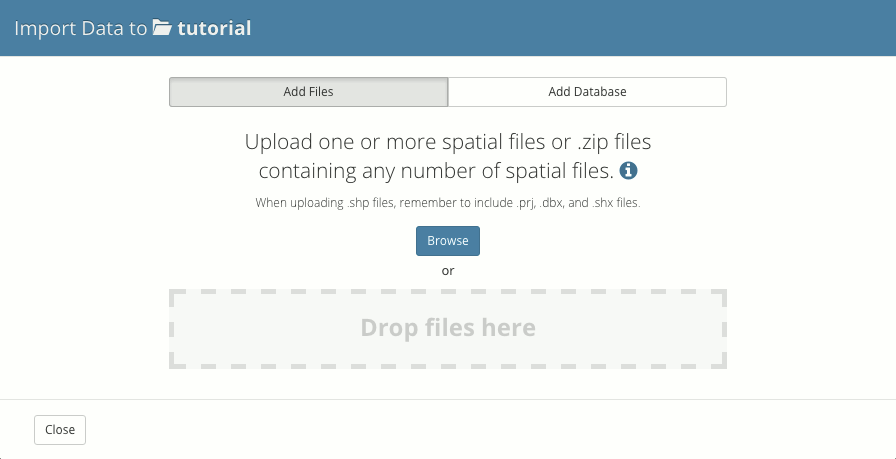 Import Data to tutorial
Add Files
Add Database
Upload one or more spatial files or .zip files
containing any number of spatial files.
When uploading .shp files, remember to include .prj, .dbx, and .shx files.
Browse
or
Drop files here
Close